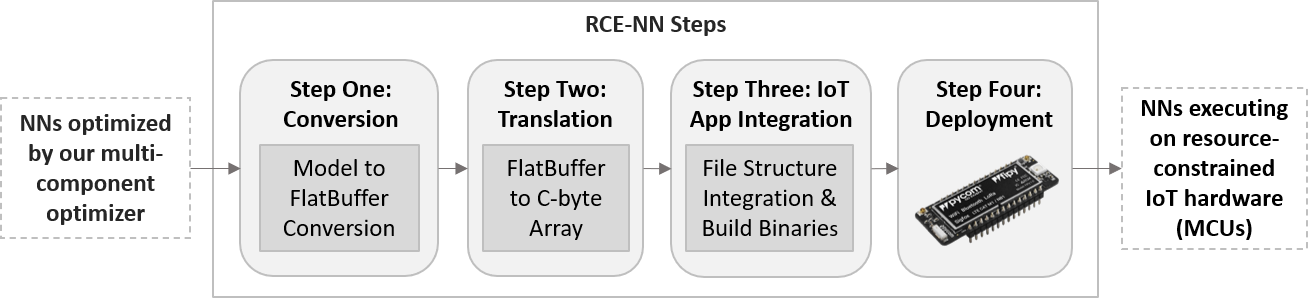 RCE-NN Steps
NNs optimized
by our multi-
component
optimizer
Step One:
Conversion
Model to
FlatBuffer
Conversion
Step Two:
Translation
FlatBuffer
to C-byte
Array
Step Three: IoT
App Integration
File Structure
Integration &
Build Binaries
Step Four:
Deployment
pycom
fipy
NNs executing
on resource-
constrained
IoT hardware
(MCUs)